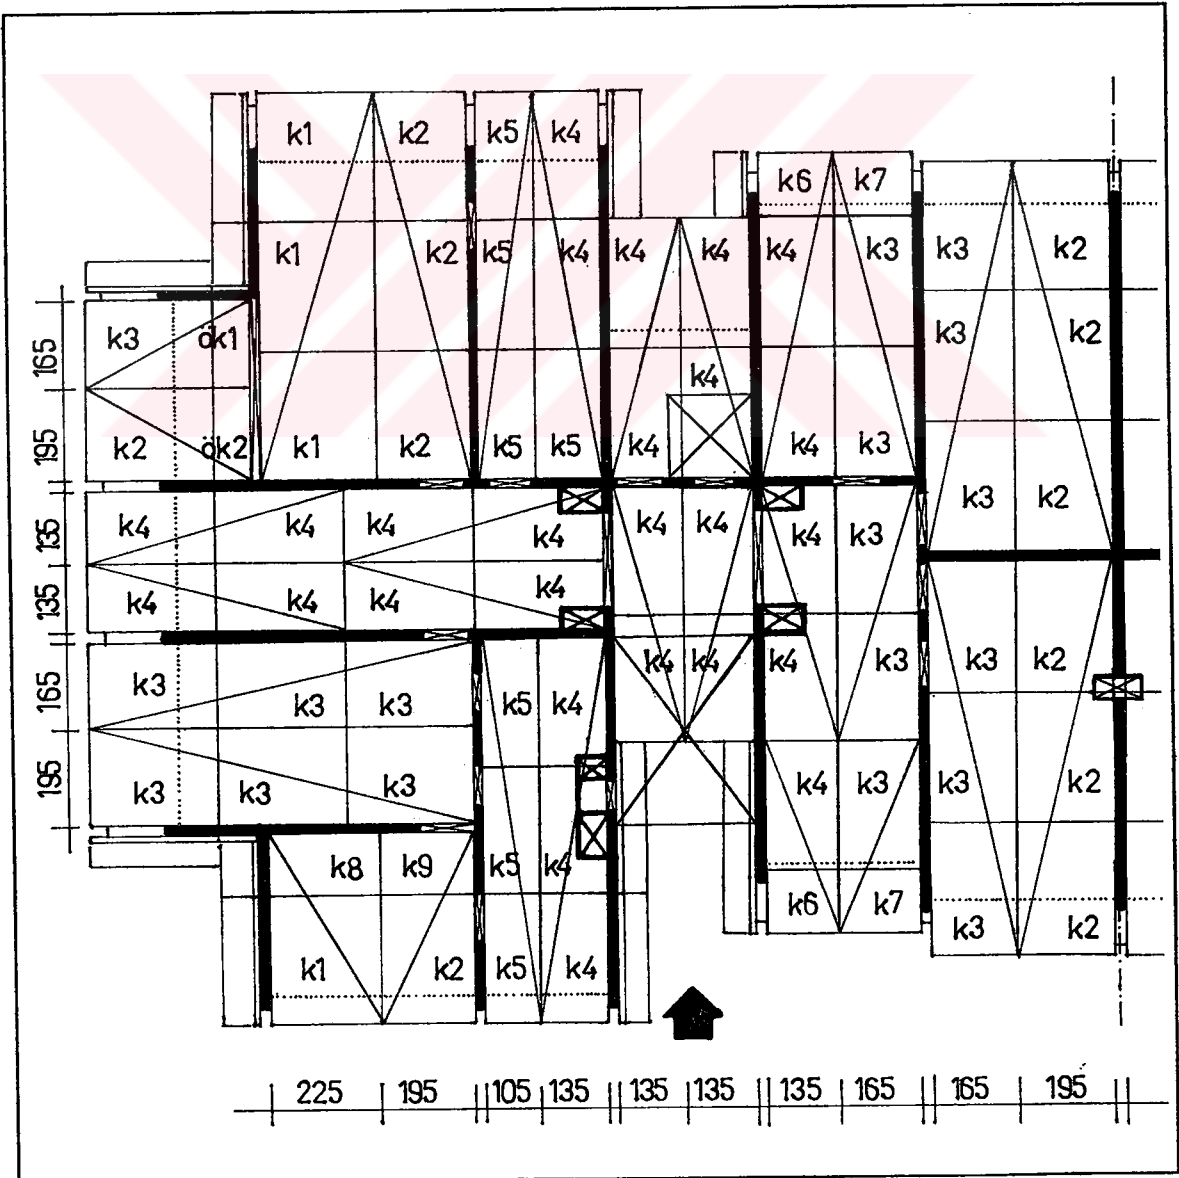 k1 k2 k5 k4
k6 k7
k1 k2 k5 k4 k4 k4 k4 k3 k3 k2
k3 ök1 k3 k2
165
k4
k2 ök2 k1 k2 k5 k5 k4 k4 k3
195
k3 k2
k4 k4 k4 k4 k4 k4 k4 k3
135
k4 k4 k4 k4
135
k4 k4 k4 k3 k3 k2
k3 k3 k3 k5 k4
165
k3 k3 k3 k4 k3 k3 k2
195
k8 k9 k5 k4
k6 k7 k3 k2
k1 k2 k5 k4
225 195 105 135 135 135 135 165 165 195